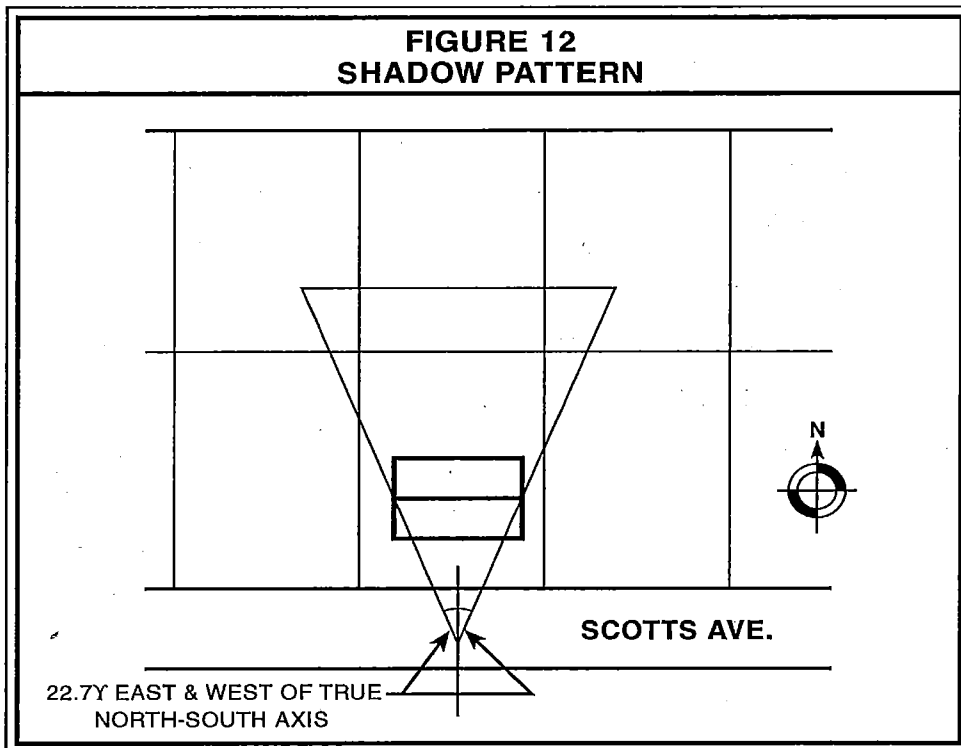 FIGURE 12
SHADOW PATTERN
N
SCOTTS AVE.
22.7Y EAST & WEST OF TRUE
NORTH-SOUTH AXIS